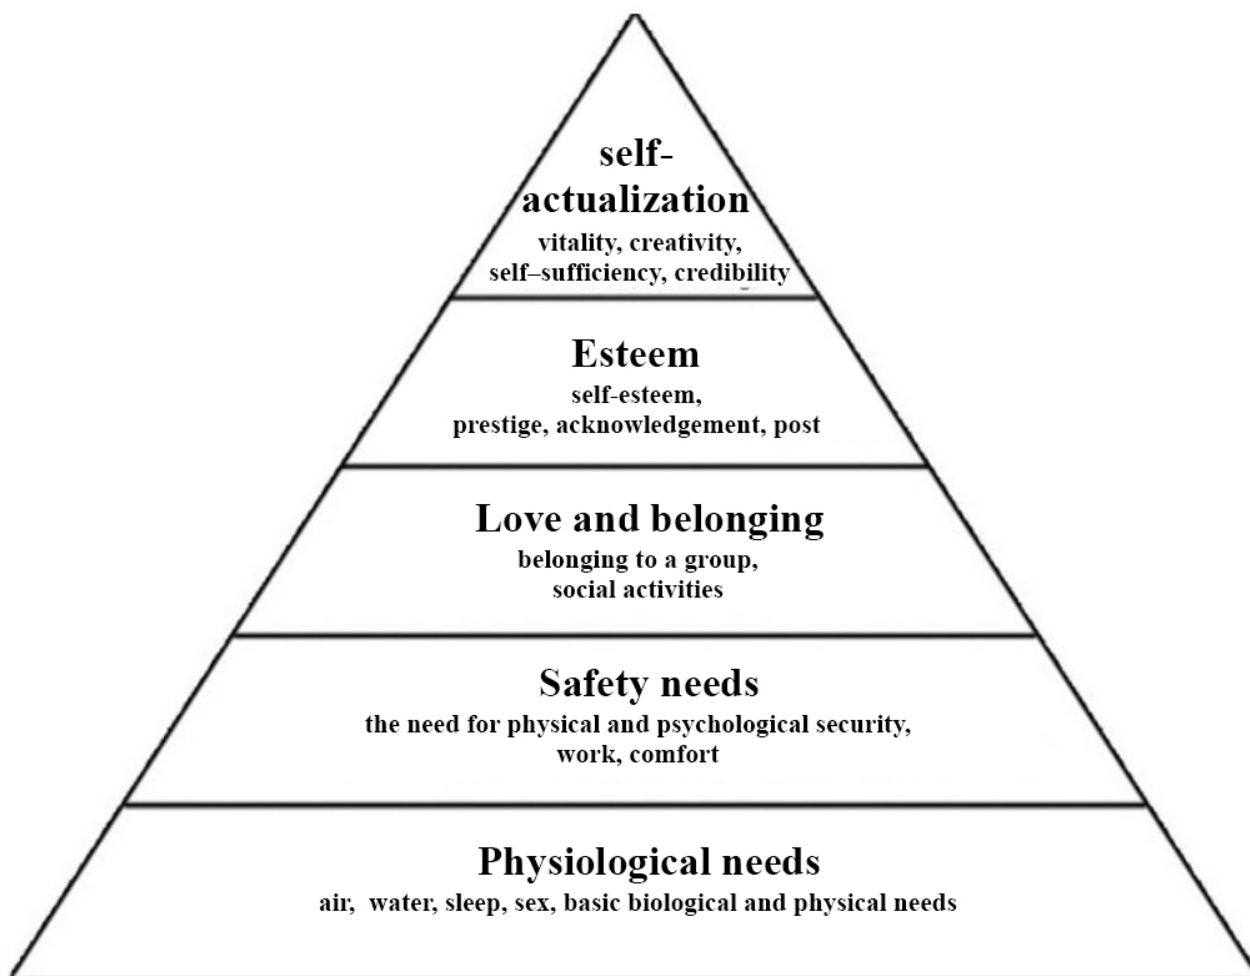 self-
actualization
vitality, creativity,
self–sufficiency, credibility
Esteem
self-esteem,
prestige, acknowledgement, post
Love and belonging
belonging to a group,
social activities
Safety needs
the need for physical and psychological security,
work, comfort
Physiological needs
air, water, sleep, sex, basic biological and physical needs